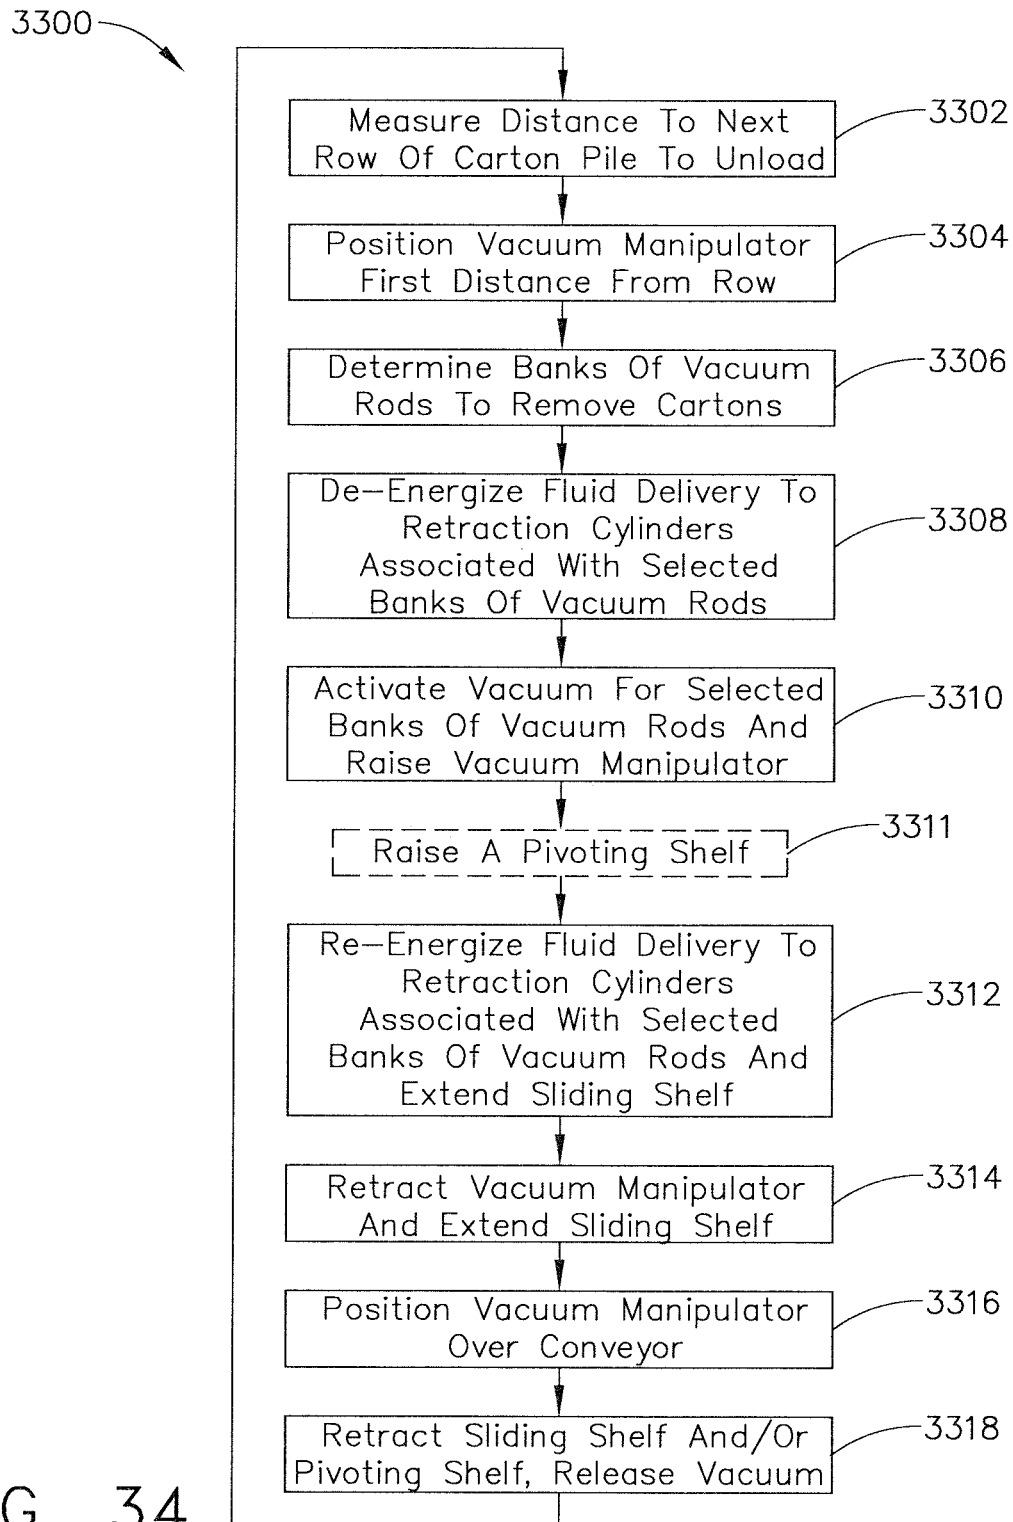 3300
Measure Distance To Next
Row Of Carton Pile To Unload
3302
Position Vacuum Manipulator
First Distance From Row
3304
Determine Banks Of Vacuum
Rods To Remove Cartons
3306
De-Energize Fluid Delivery To
Retraction Cylinders
Associated With Selected
Banks Of Vacuum Rods
3308
Activate Vacuum For Selected
Banks Of Vacuum Rods And
Raise Vacuum Manipulator
3310
Raise A Pivoting Shelf
3311
Re-Energize Fluid Delivery To
Retraction Cylinders
Associated With Selected
Banks Of Vacuum Rods And
Extend Sliding Shelf
3312
Retract Vacuum Manipulator
And Extend Sliding Shelf
3314
Position Vacuum Manipulator
Over Conveyor
3316
Retract Sliding Shelf And/Or
Pivoting Shelf, Release Vacuum
3318
G. 34